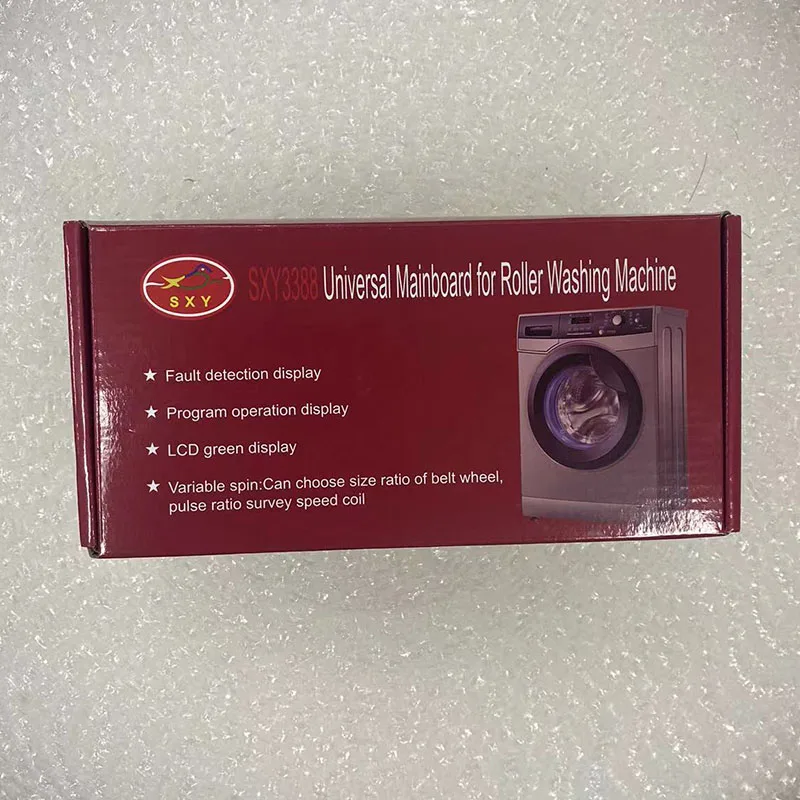 SXY
SXY3388 Universal Mainboard for Roller Washing Machine
★ Fault detection display
★ Program operation display
★ LCD green display
★ Variable spin:Can choose size ratio of belt wheel,
pulse ratio survey speed coil